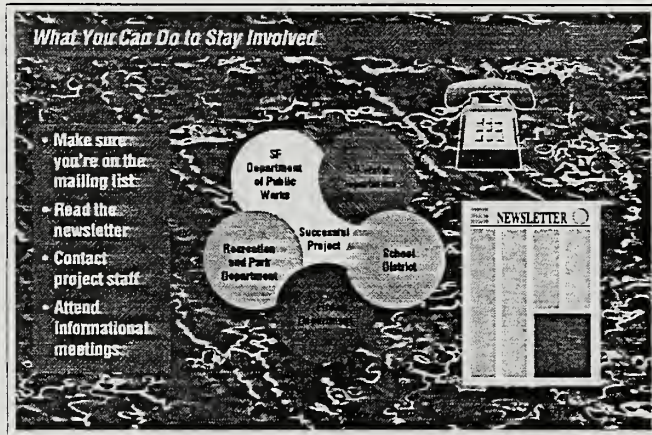 What You Can Do to Stay Involved
• Make sure
you're on the
mailing list
• Read the
newsletter
• Contact
project staff
• Attend
informational
meetings
SF
Department
of Public
Works
Successful
Project
Recreation
and Park
Department
School
District
NEWSLETTER